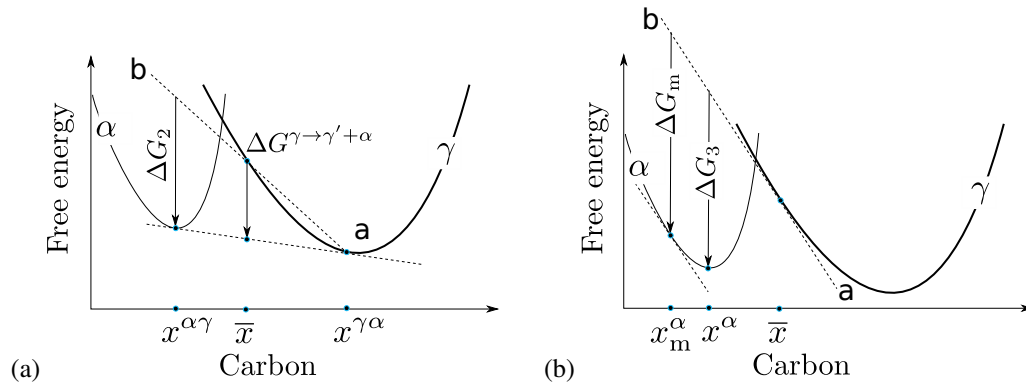 b
α
ΔG₂
ΔG^{γ→γ′+α}
γ
a
Free energy
x^{αγ} x̅ x^{γα}
Carbon
(a)
b
ΔGₘ
ΔG₃
α
γ
a
Free energy
x^α_m x^α x̅
Carbon
(b)